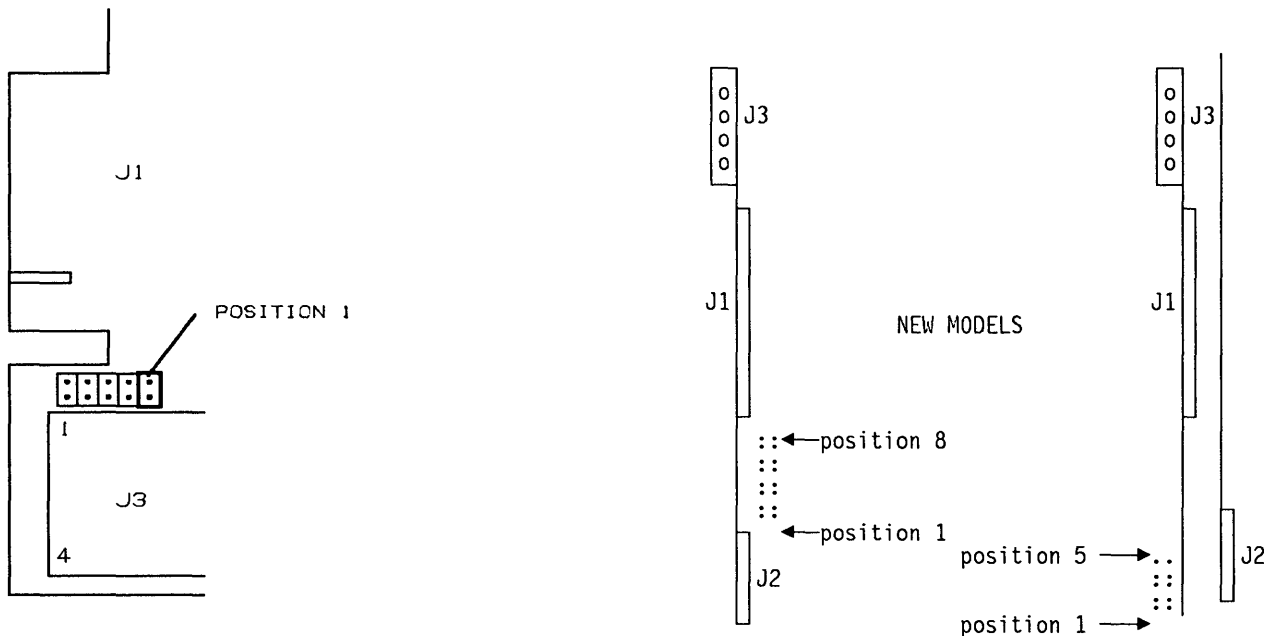 J1
POSITION 1
1
J3
4
J3
J1
position 8
position 1
J2
NEW MODELS
J3
J1
position 5
J2
position 1